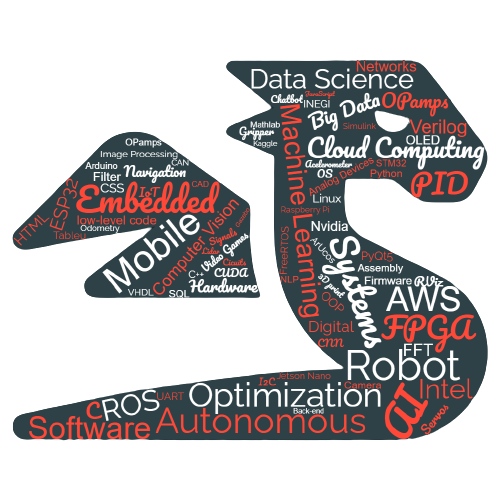 Networks
Data Science
JavaScript
Chatbot
INEGI
Big Data
OPamps
Mathlab
Gripper
Kaggle
Simulink
Verilog
OLED
Cloud Computing
Machine Learning
Accelerometer
OS
Analog Devices
STM32
Python
PID
Linux
Raspberry Pi
OPamps
Image Processing
CAN
Arduino
Navigation
Filter
CSS
IoT
CAD
Embedded
ESP32
HTML
low-level code
Odometry
Tableu
Mobile
Computer Vision
Signals
Video Games
Circuits
C++
CUDA
Hardware
VHDL
SQL
Nvidia
ArUcos
FreeRTOS
Systems
PyQt5
Assembly
NLP
3D print
Firmware
RViz
OOP
AWS
Digital
FPGA
CNN
FFT
Robot
I2C
Jetson Nano
Camera
Intel
AI
Servos
C
ROS
UART
Optimization
Back-end
Software
Autonomous